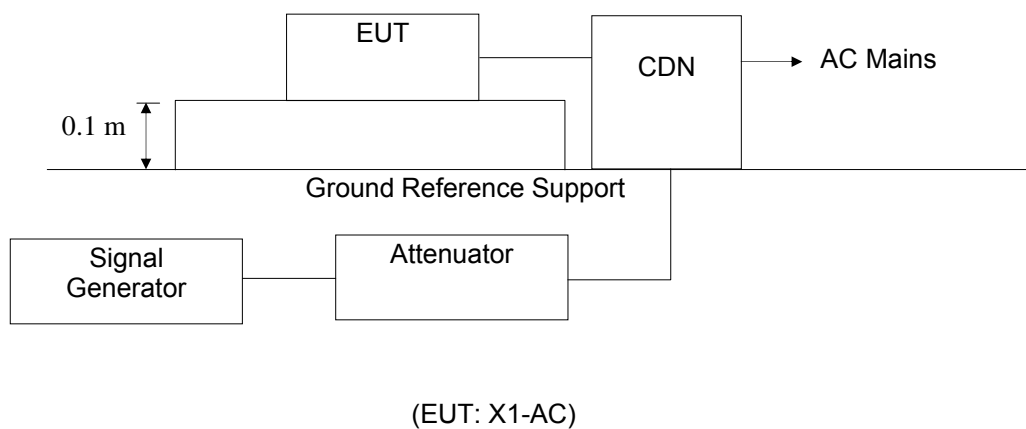 EUT
CDN
AC Mains
0.1 m
Ground Reference Support
Signal
Generator
Attenuator
(EUT: X1-AC)